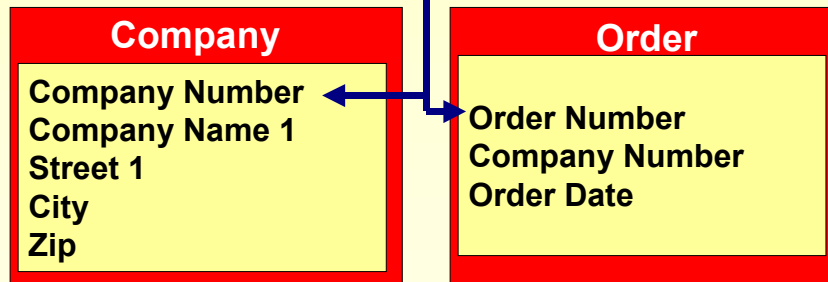 Company
Company Number
Company Name 1
Street 1
City
Zip
Order
Order Number
Company Number
Order Date